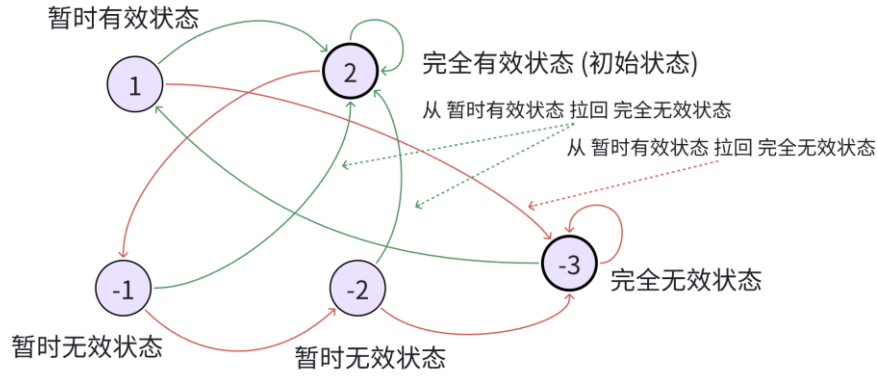 暂时有效状态
1
2
完全有效状态 (初始状态)
从 暂时有效状态 拉回 完全无效状态
从 暂时有效状态 拉回 完全无效状态
-1
-2
-3
完全无效状态
暂时无效状态
暂时无效状态